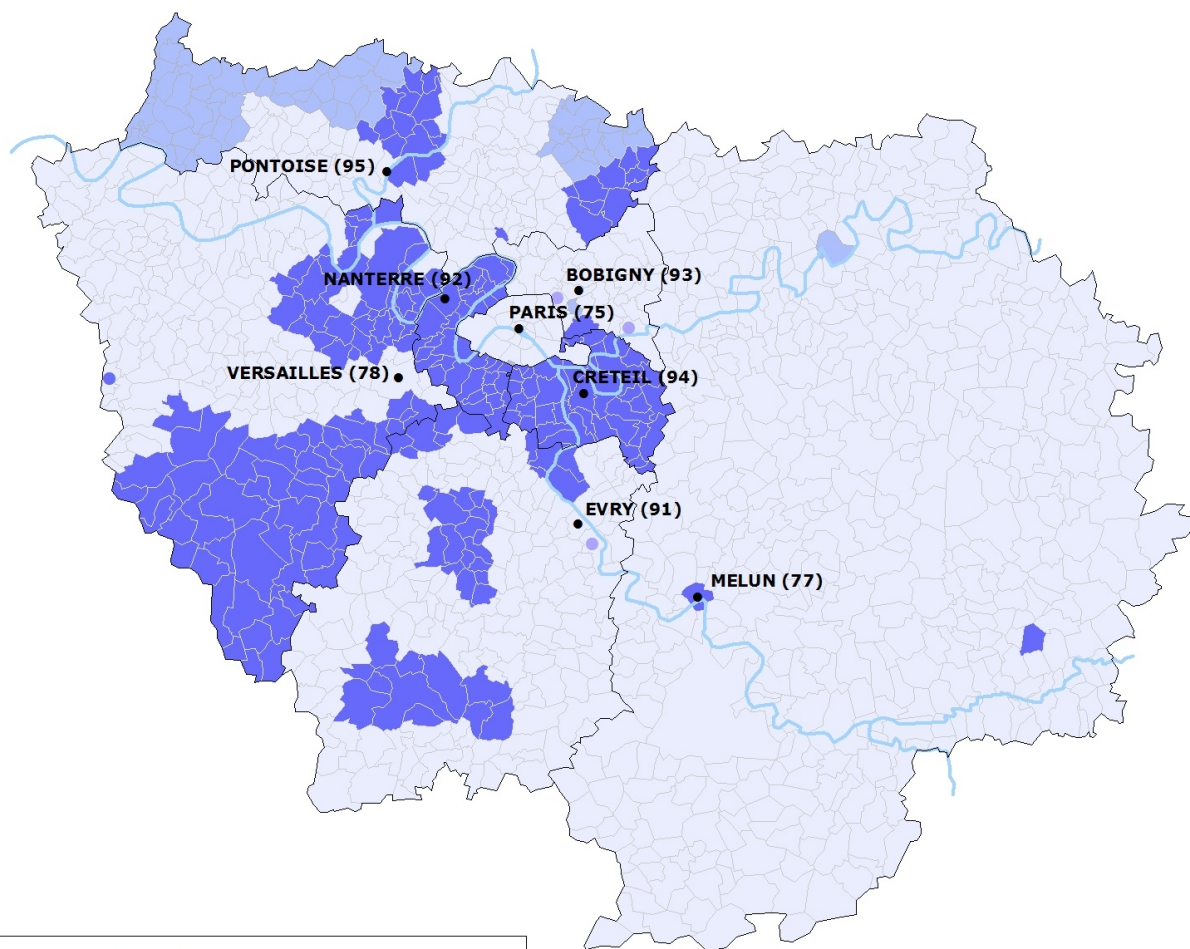 PONTOISE (95)
NANTERRE (92)
BOBIGNY (93)
PARIS (75)
VERSAILLES (78)
CRETEIL (94)
EVRY (91)
MELUN (77)